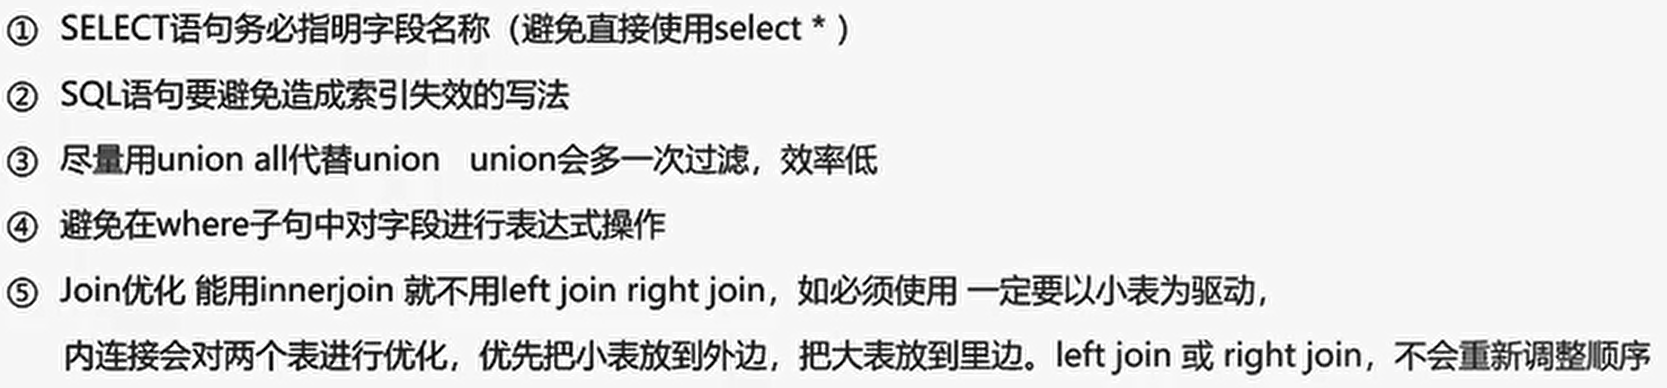 ① SELECT语句务必指明字段名称（避免直接使用select * ）
② SQL语句要避免造成索引失效的写法
③ 尽量用union all代替union union会多一次过滤，效率低
④ 避免在where子句中对字段进行表达式操作
⑤ Join优化 能用innerjoin 就不用left join right join，如必须使用 一定要以小表为驱动，
内连接会对两个表进行优化，优先把小表放到外边，把大表放到里边。left join 或 right join，不会重新调整顺序